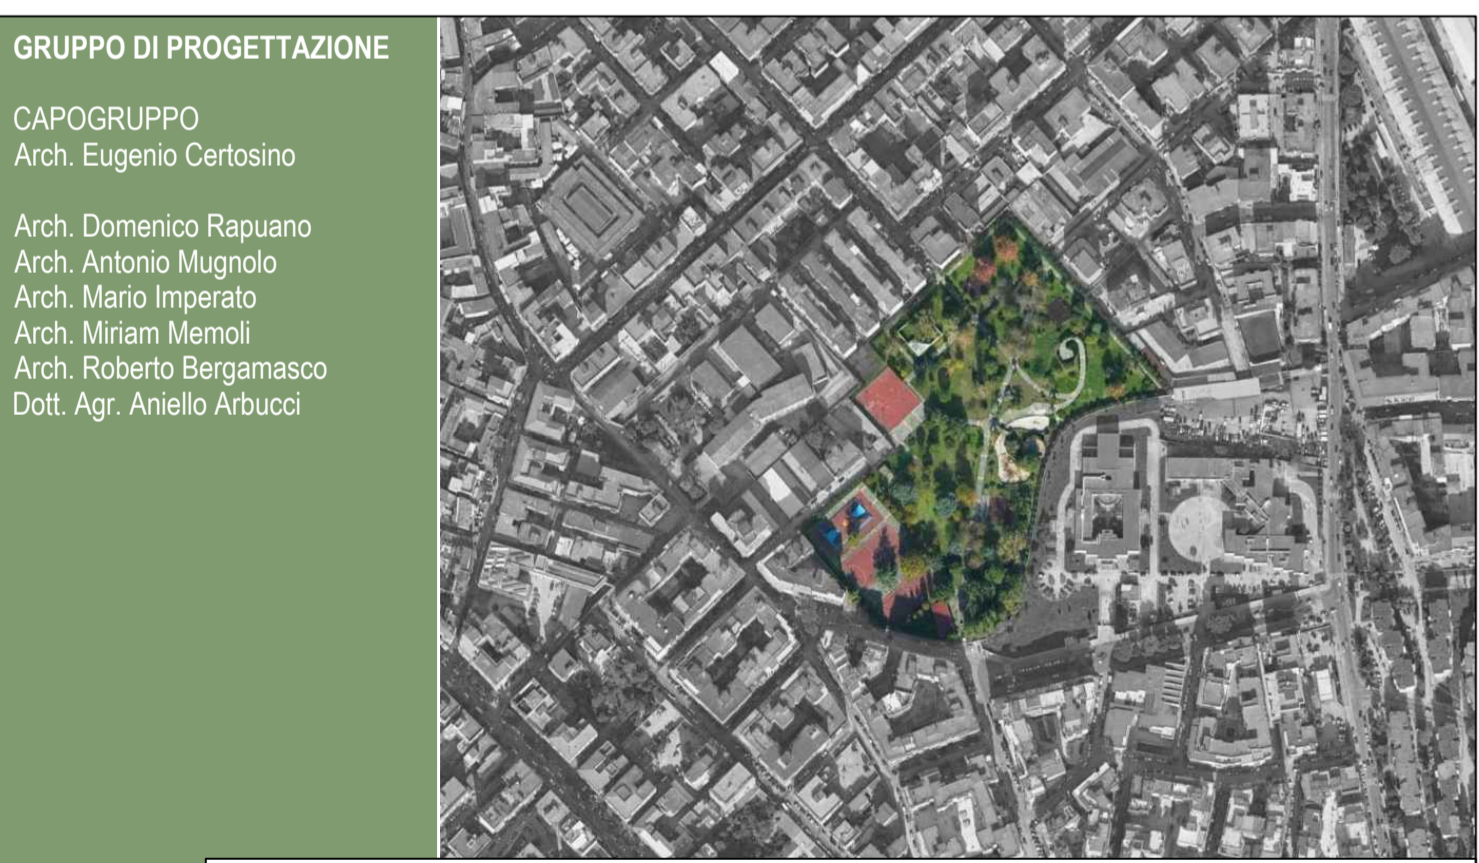 GRUPPO DI PROGETTAZIONE
CAPOGRUPPO
Arch. Eugenio Certosino
Arch. Domenico Rapuano
Arch. Antonio Mugnolo
Arch. Mario Imperato
Arch. Miriam Memoli
Arch. Roberto Bergamasco
Dott. Agr. Aniello Arbucci